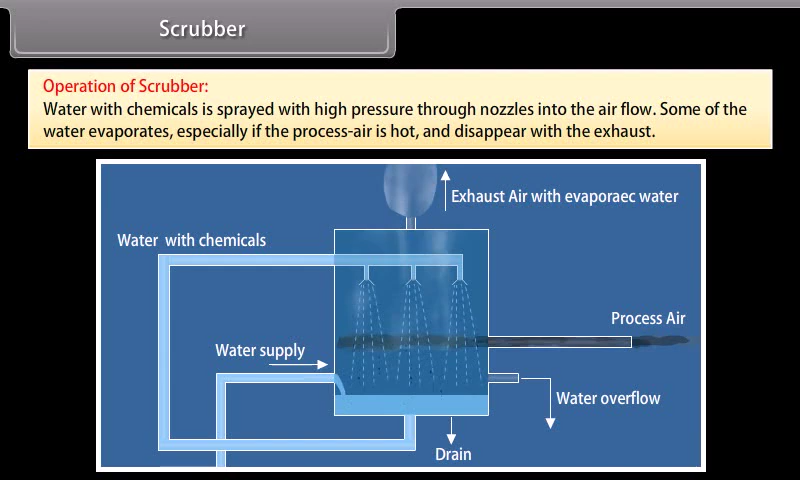 Scrubber
Operation of Scrubber:
Water with chemicals is sprayed with high pressure through nozzles into the air flow. Some of the
water evaporates, especially if the process-air is hot, and disappear with the exhaust.
Exhaust Air with evaporaec water
Water with chemicals
Process Air
Water supply
Water overflow
Drain